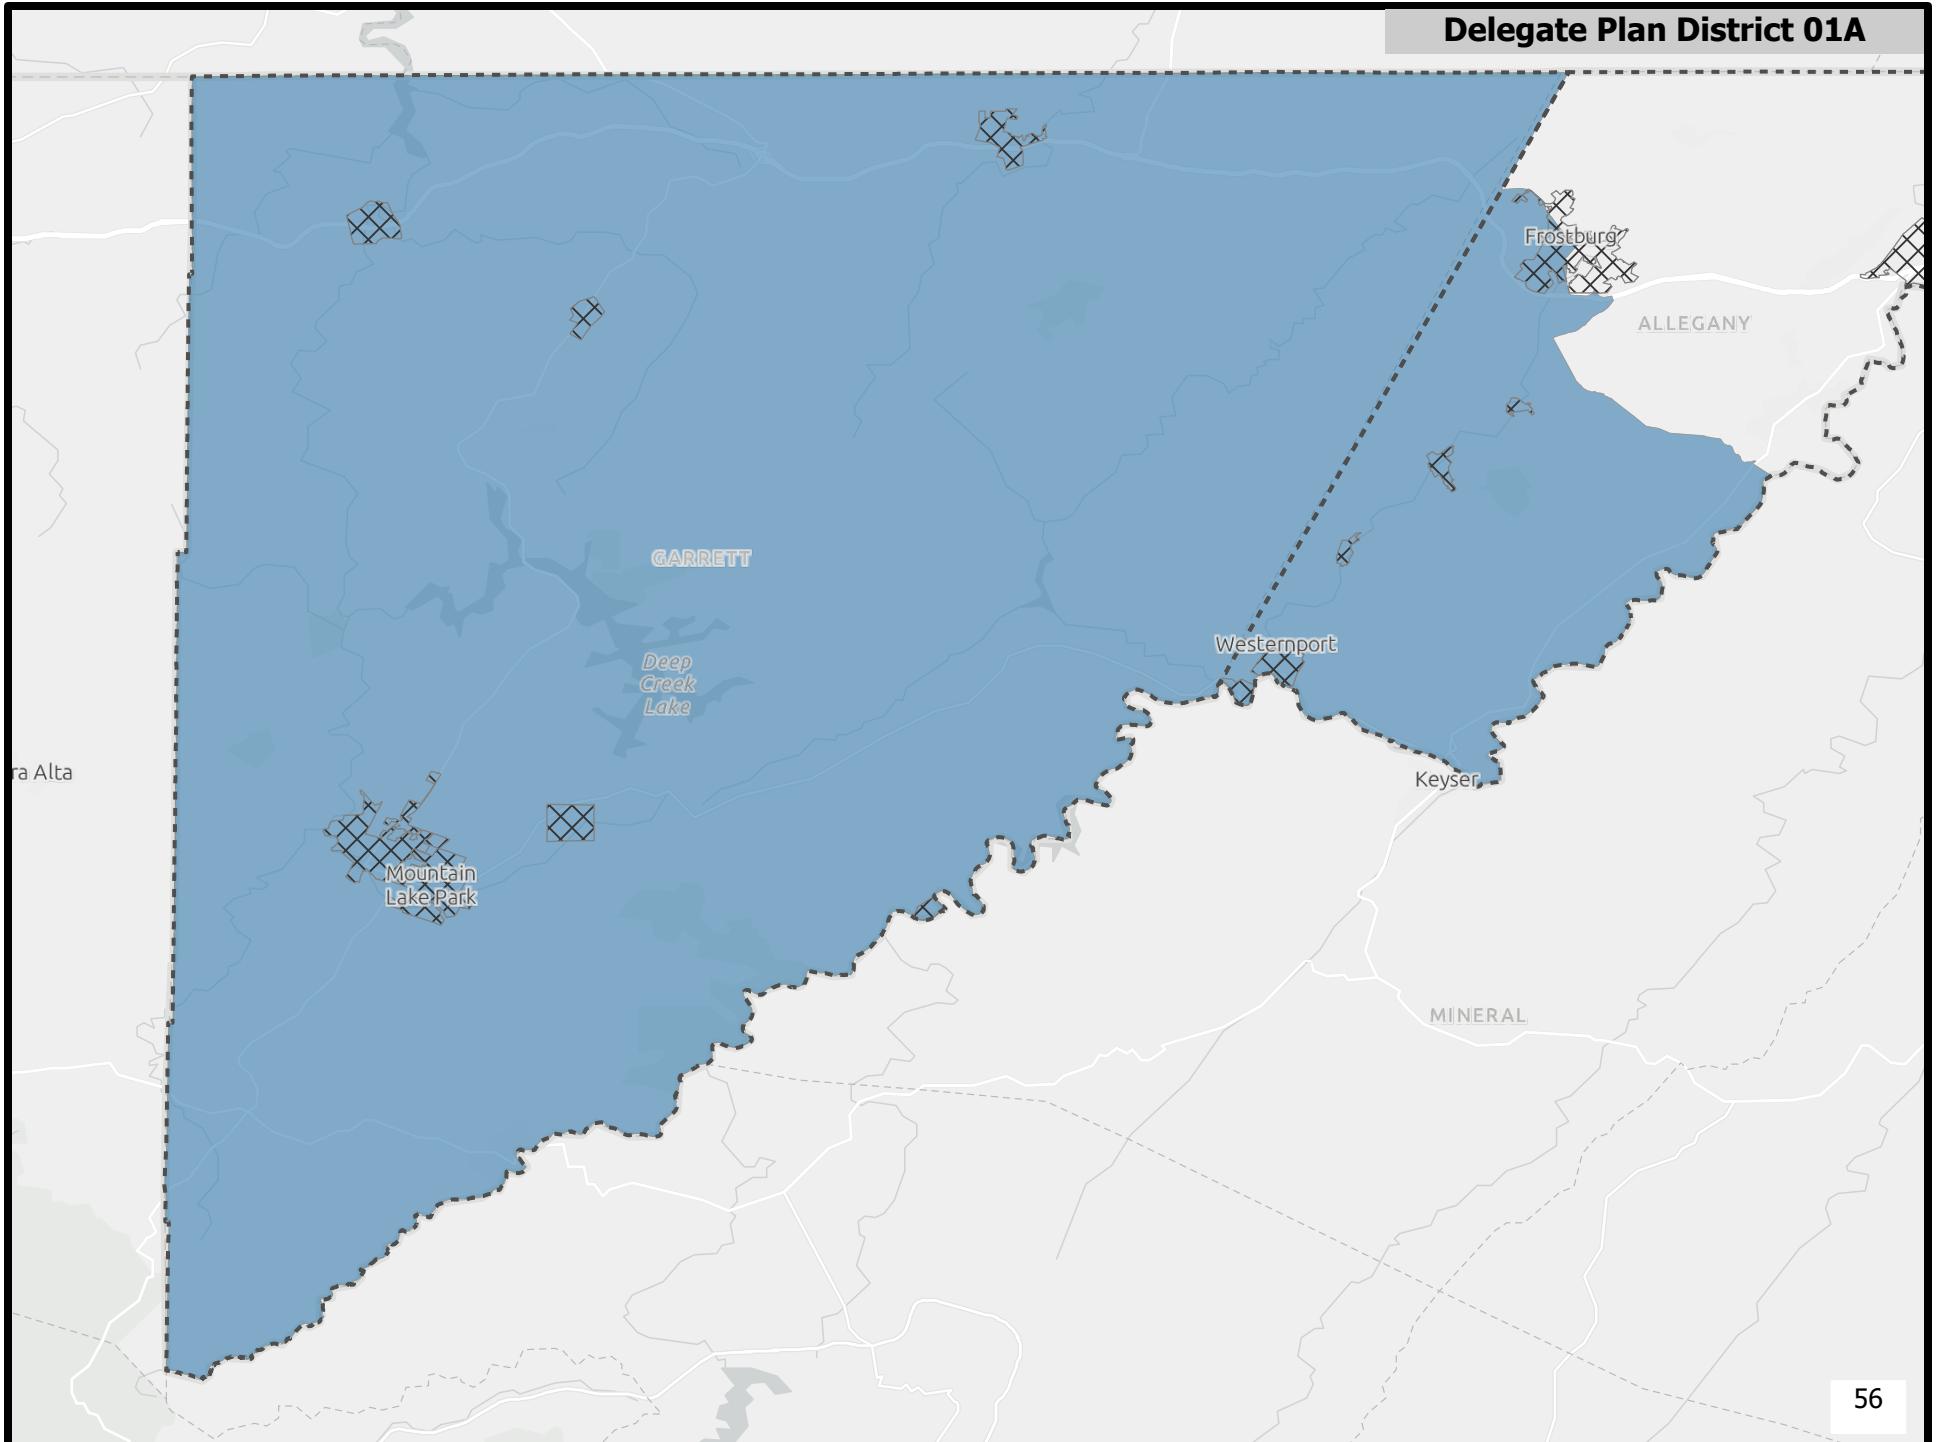 Delegate Plan District 01A
Frostburg
ALLEGANY
GARRETT
Westernport
Deep
Creek
Lake
ra Alta
Keyser
Mountain
Lake Park
MINERAL
56